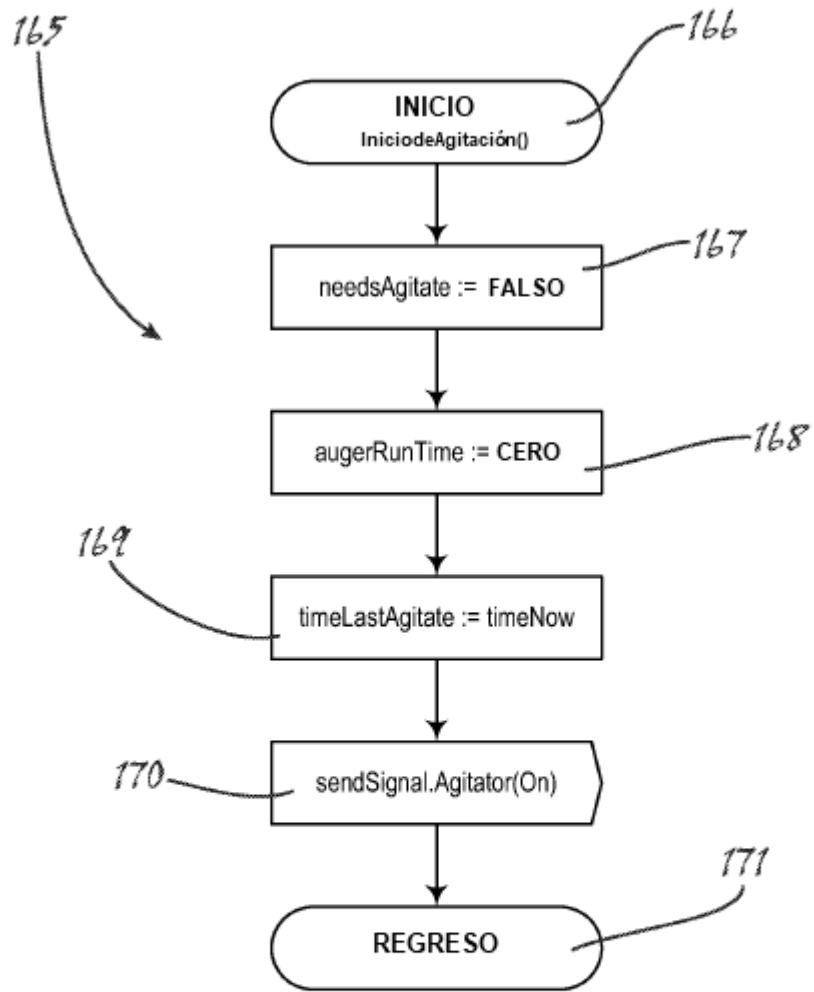 165
166
INICIO
IniciodeAgitación()
167
needsAgitate := FALSO
168
augerRunTime := CERO
169
timeLastAgitate := timeNow
170
sendSignal.Agitator(On)
171
REGRESO